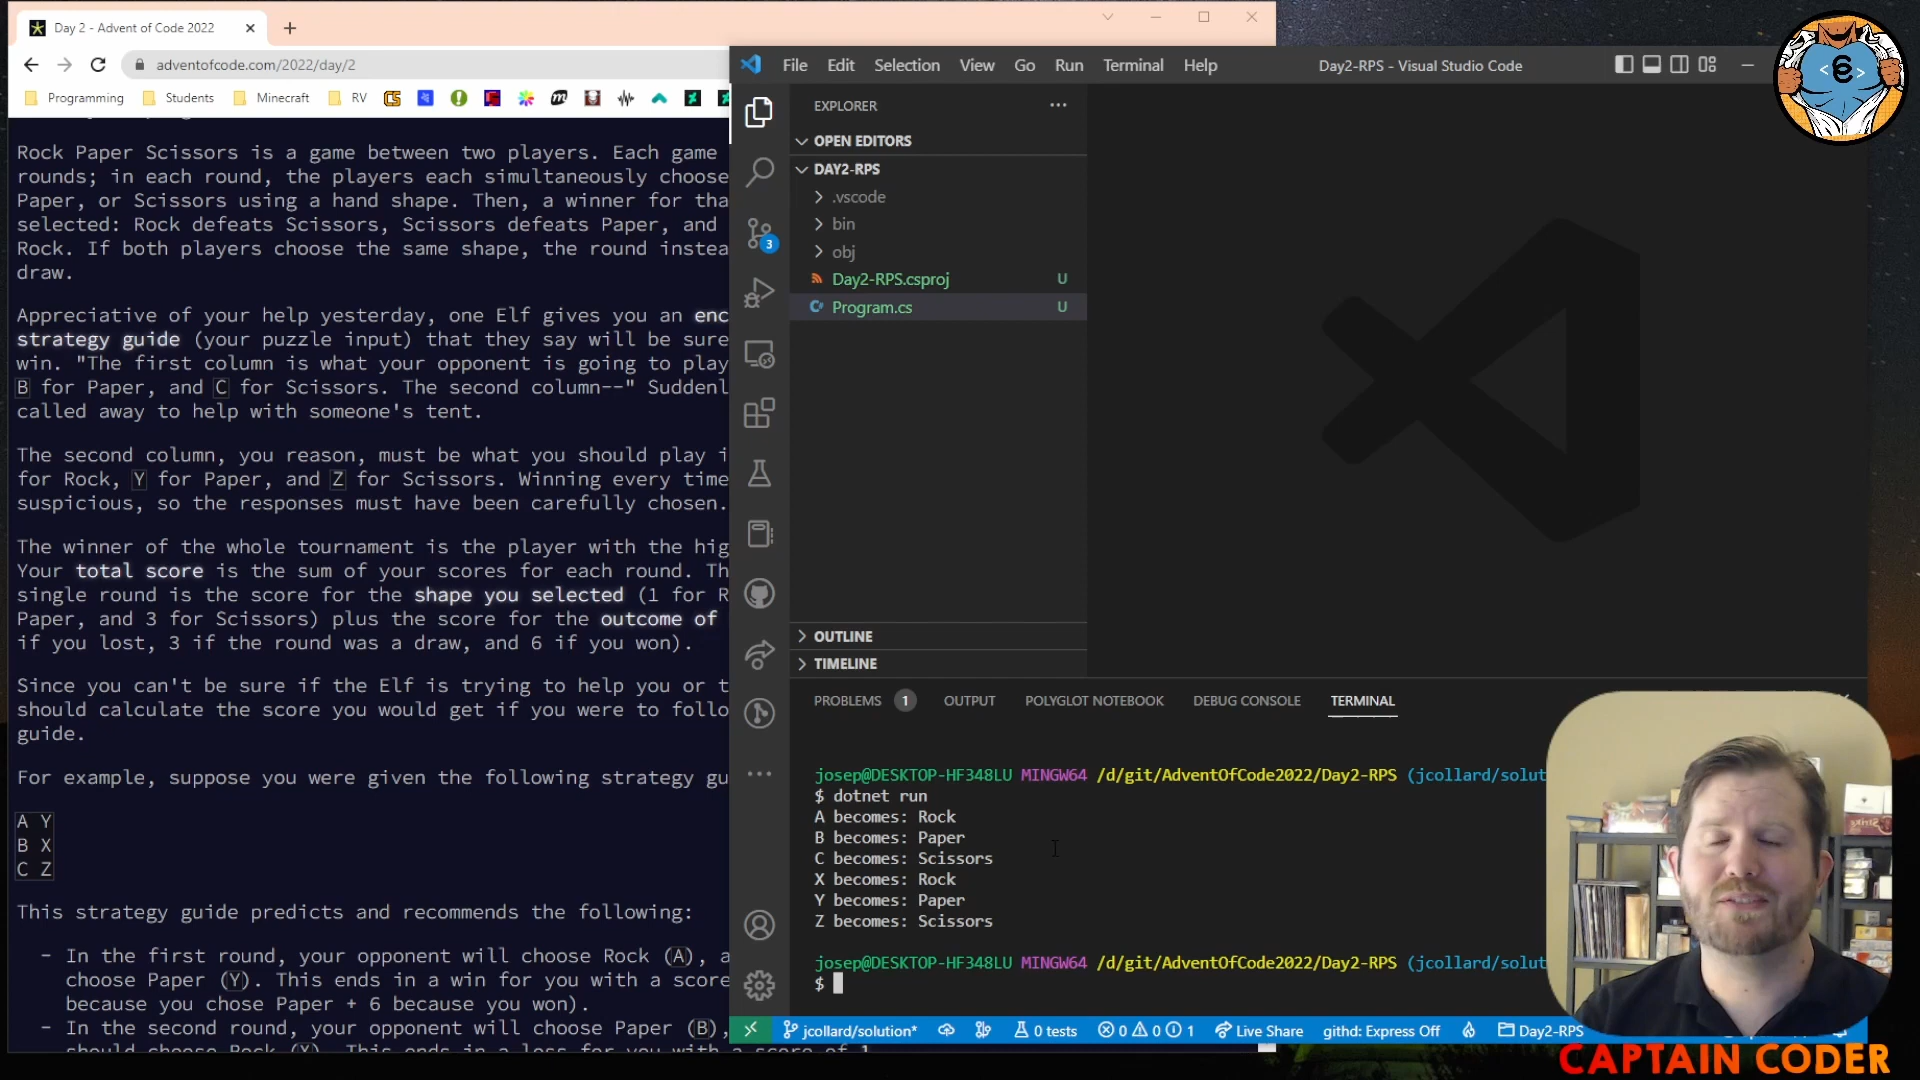 Day 2 - Advent of Code 2022
adventofcode.com/2022/day/2
Programming Students Minecraft RV
Rock Paper Scissors is a game between two players. Each game
rounds; in each round, the players each simultaneously choose
Paper, or Scissors using a hand shape. Then, a winner for tha
selected: Rock defeats Scissors, Scissors defeats Paper, and
Rock. If both players choose the same shape, the round instea
draw.
Appreciative of your help yesterday, one Elf gives you an enc
strategy guide (your puzzle input) that they say will be sure
win. "The first column is what your opponent is going to play
B for Paper, and C for Scissors. The second column--" Suddenl
called away to help with someone's tent.
The second column, you reason, must be what you should play i
for Rock, Y for Paper, and Z for Scissors. Winning every time
suspicious, so the responses must have been carefully chosen.
The winner of the whole tournament is the player with the hig
Your total score is the sum of your scores for each round. Th
single round is the score for the shape you selected (1 for R
Paper, and 3 for Scissors) plus the score for the outcome of
if you lost, 3 if the round was a draw, and 6 if you won).
Since you can't be sure if the Elf is trying to help you or t
should calculate the score you would get if you were to follo
guide.
For example, suppose you were given the following strategy gu
A Y
B X
C Z
This strategy guide predicts and recommends the following:
- In the first round, your opponent will choose Rock (A), a
choose Paper (Y). This ends in a win for you with a score
because you chose Paper + 6 because you won).
- In the second round, your opponent will choose Paper (B),
should choose Rock (X). This ends in a loss for you with a score of 1
File Edit Selection View Go Run Terminal Help
Day2-RPS - Visual Studio Code
EXPLORER
OPEN EDITORS
DAY2-RPS
.vscode
bin
obj
Day2-RPS.csproj U
Program.cs U
3
OUTLINE
TIMELINE
PROBLEMS 1 OUTPUT POLYGLOT NOTEBOOK DEBUG CONSOLE TERMINAL
josep@DESKTOP-HF348LU MINGW64 /d/git/AdventOfCode2022/Day2-RPS (jcollard/solut
$ dotnet run
A becomes: Rock
B becomes: Paper
C becomes: Scissors
X becomes: Rock
Y becomes: Paper
Z becomes: Scissors
josep@DESKTOP-HF348LU MINGW64 /d/git/AdventOfCode2022/Day2-RPS (jcollard/solut
$
jcollard/solution* 0 tests 0 0 1 Live Share githd: Express Off Day2-RPS
CAPTAIN CODER